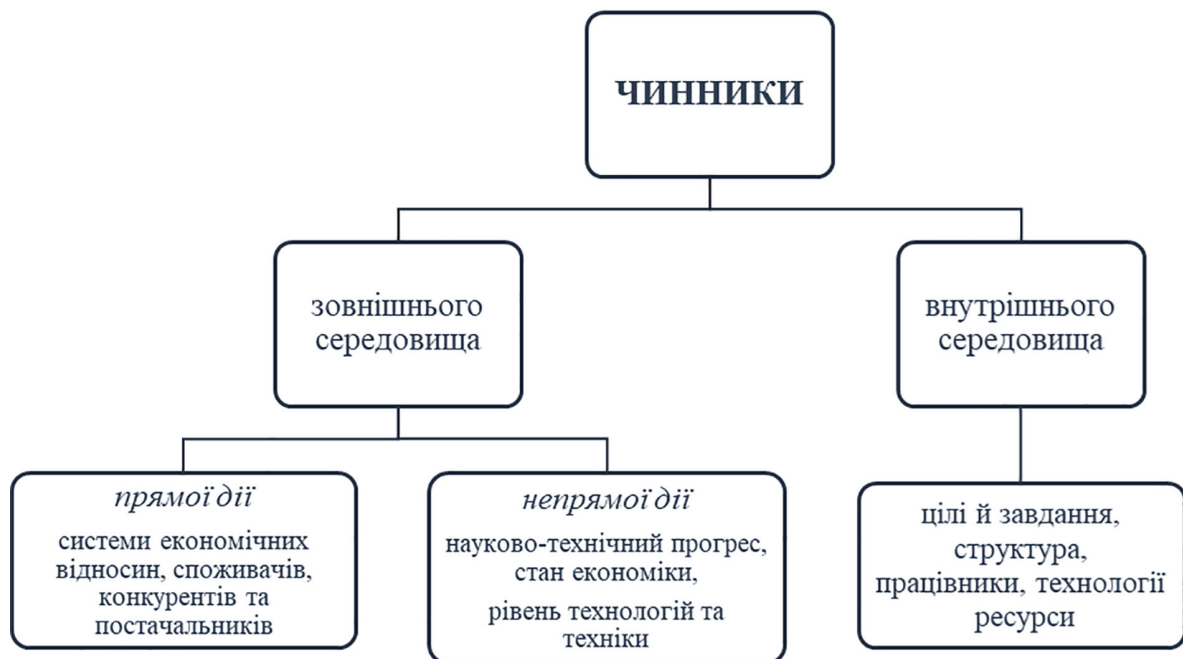 ЧИННИКИ
зовнішнього
середовища
внутрішнього
середовища
прямої дії
системи економічних
відносин, споживачів,
конкурентів та
постачальників
непрямої дії
науково-технічний прогрес,
стан економіки,
рівень технологій та
техніки
цілі й завдання,
структура,
працівники, технології
ресурси